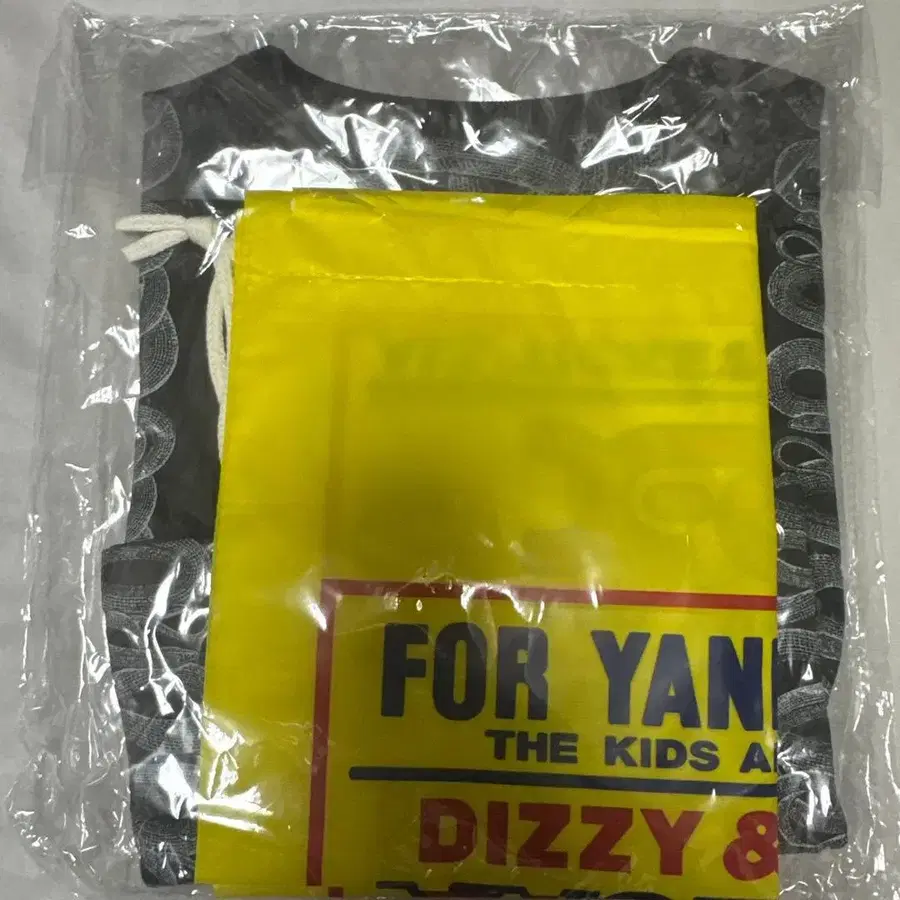 FOR YAN
THE KIDS A
DIZZY &